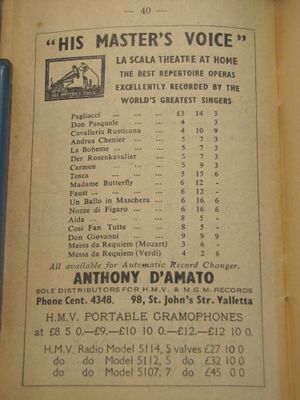 — 40 —
"HIS MASTER'S VOICE"
LA SCALA THEATRE AT HOME
THE BEST REPERTOIRE OPERAS
EXCELLENTLY RECORDED BY THE
WORLD'S GREATEST SINGERS
"HIS MASTER'S VOICE"
Pagliacci ... ... ... £3 14 3
Don Pasquale ... ... 4 . 3
Cavalleria Rusticana ... 4 10 9
Andrea Chenier ... ... 5 7 3
La Boheme ... ... ... 5 7 3
Der Rosenkavalier ... 5 7 3
Carmen ... ... ... 5 9 3
Tosca ... ... ... 5 15 6
Madame Butterfly ... 6 12 -
Faust ... ... ... ... 6 12 -
Un Ballo in Maschera ... 6 16 6
Nozze di Figaro ... ... 6 16 6
Aida ... ... ... ... 8 5 -
Cosi Fan Tutte ... ... 8 5 -
Don Giovanni ... ... 9 9 9
Messa da Requiem (Mozart) 3 6 -
Messa da Requiem (Verdi) 4 2 6
All available for Automatic Record Changer.
ANTHONY D'AMATO
SOLE DISTRIBUTORS FOR H.M.V. & M.G.M. RECORDS
Phone Cent. 4348. 98, St. John's Str. Valletta
H.M.V. PORTABLE GRAMOPHONES
at £8 5 0.—£9.—£10 10 0.—£12.—£12 10 0.
H.M.V. Radio Model 5114, 5 valves £27 10 0
do do Model 5112, 5 do £32 10 0
do do Model 5107, 7 do £45 0 0